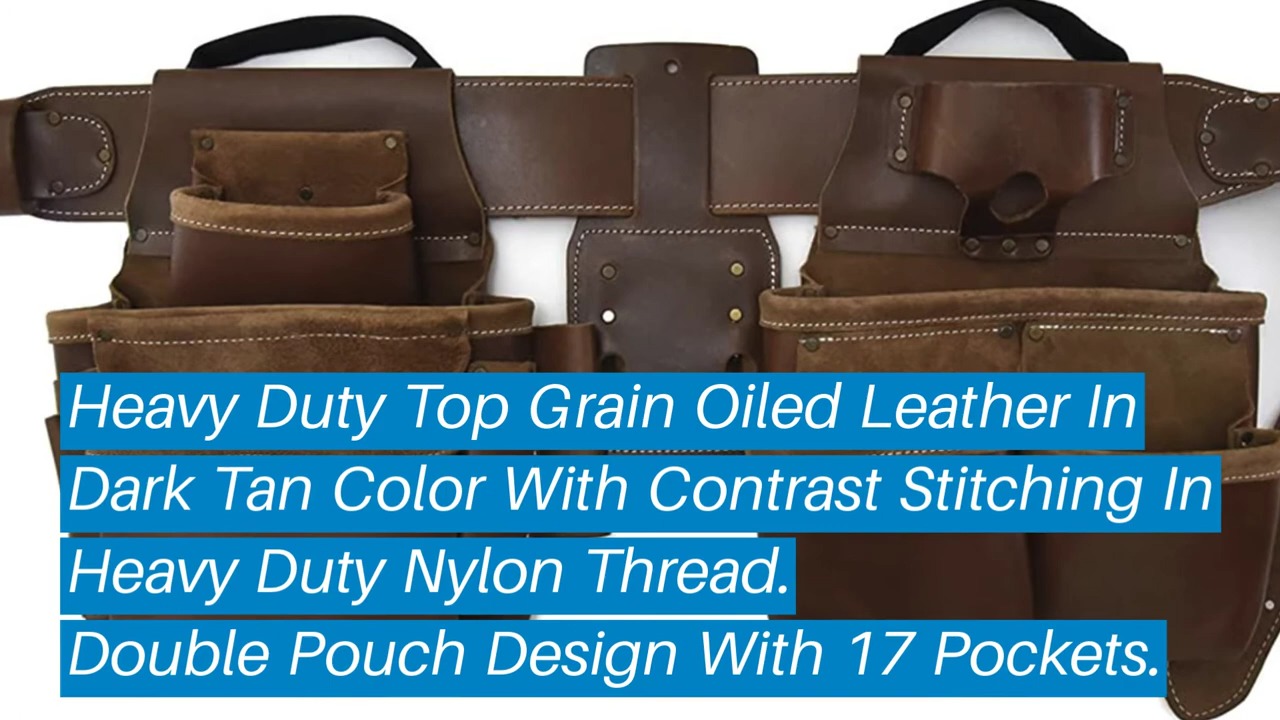 Heavy Duty Top Grain Oiled Leather In
Dark Tan Color With Contrast Stitching In
Heavy Duty Nylon Thread.
Double Pouch Design With 17 Pockets.